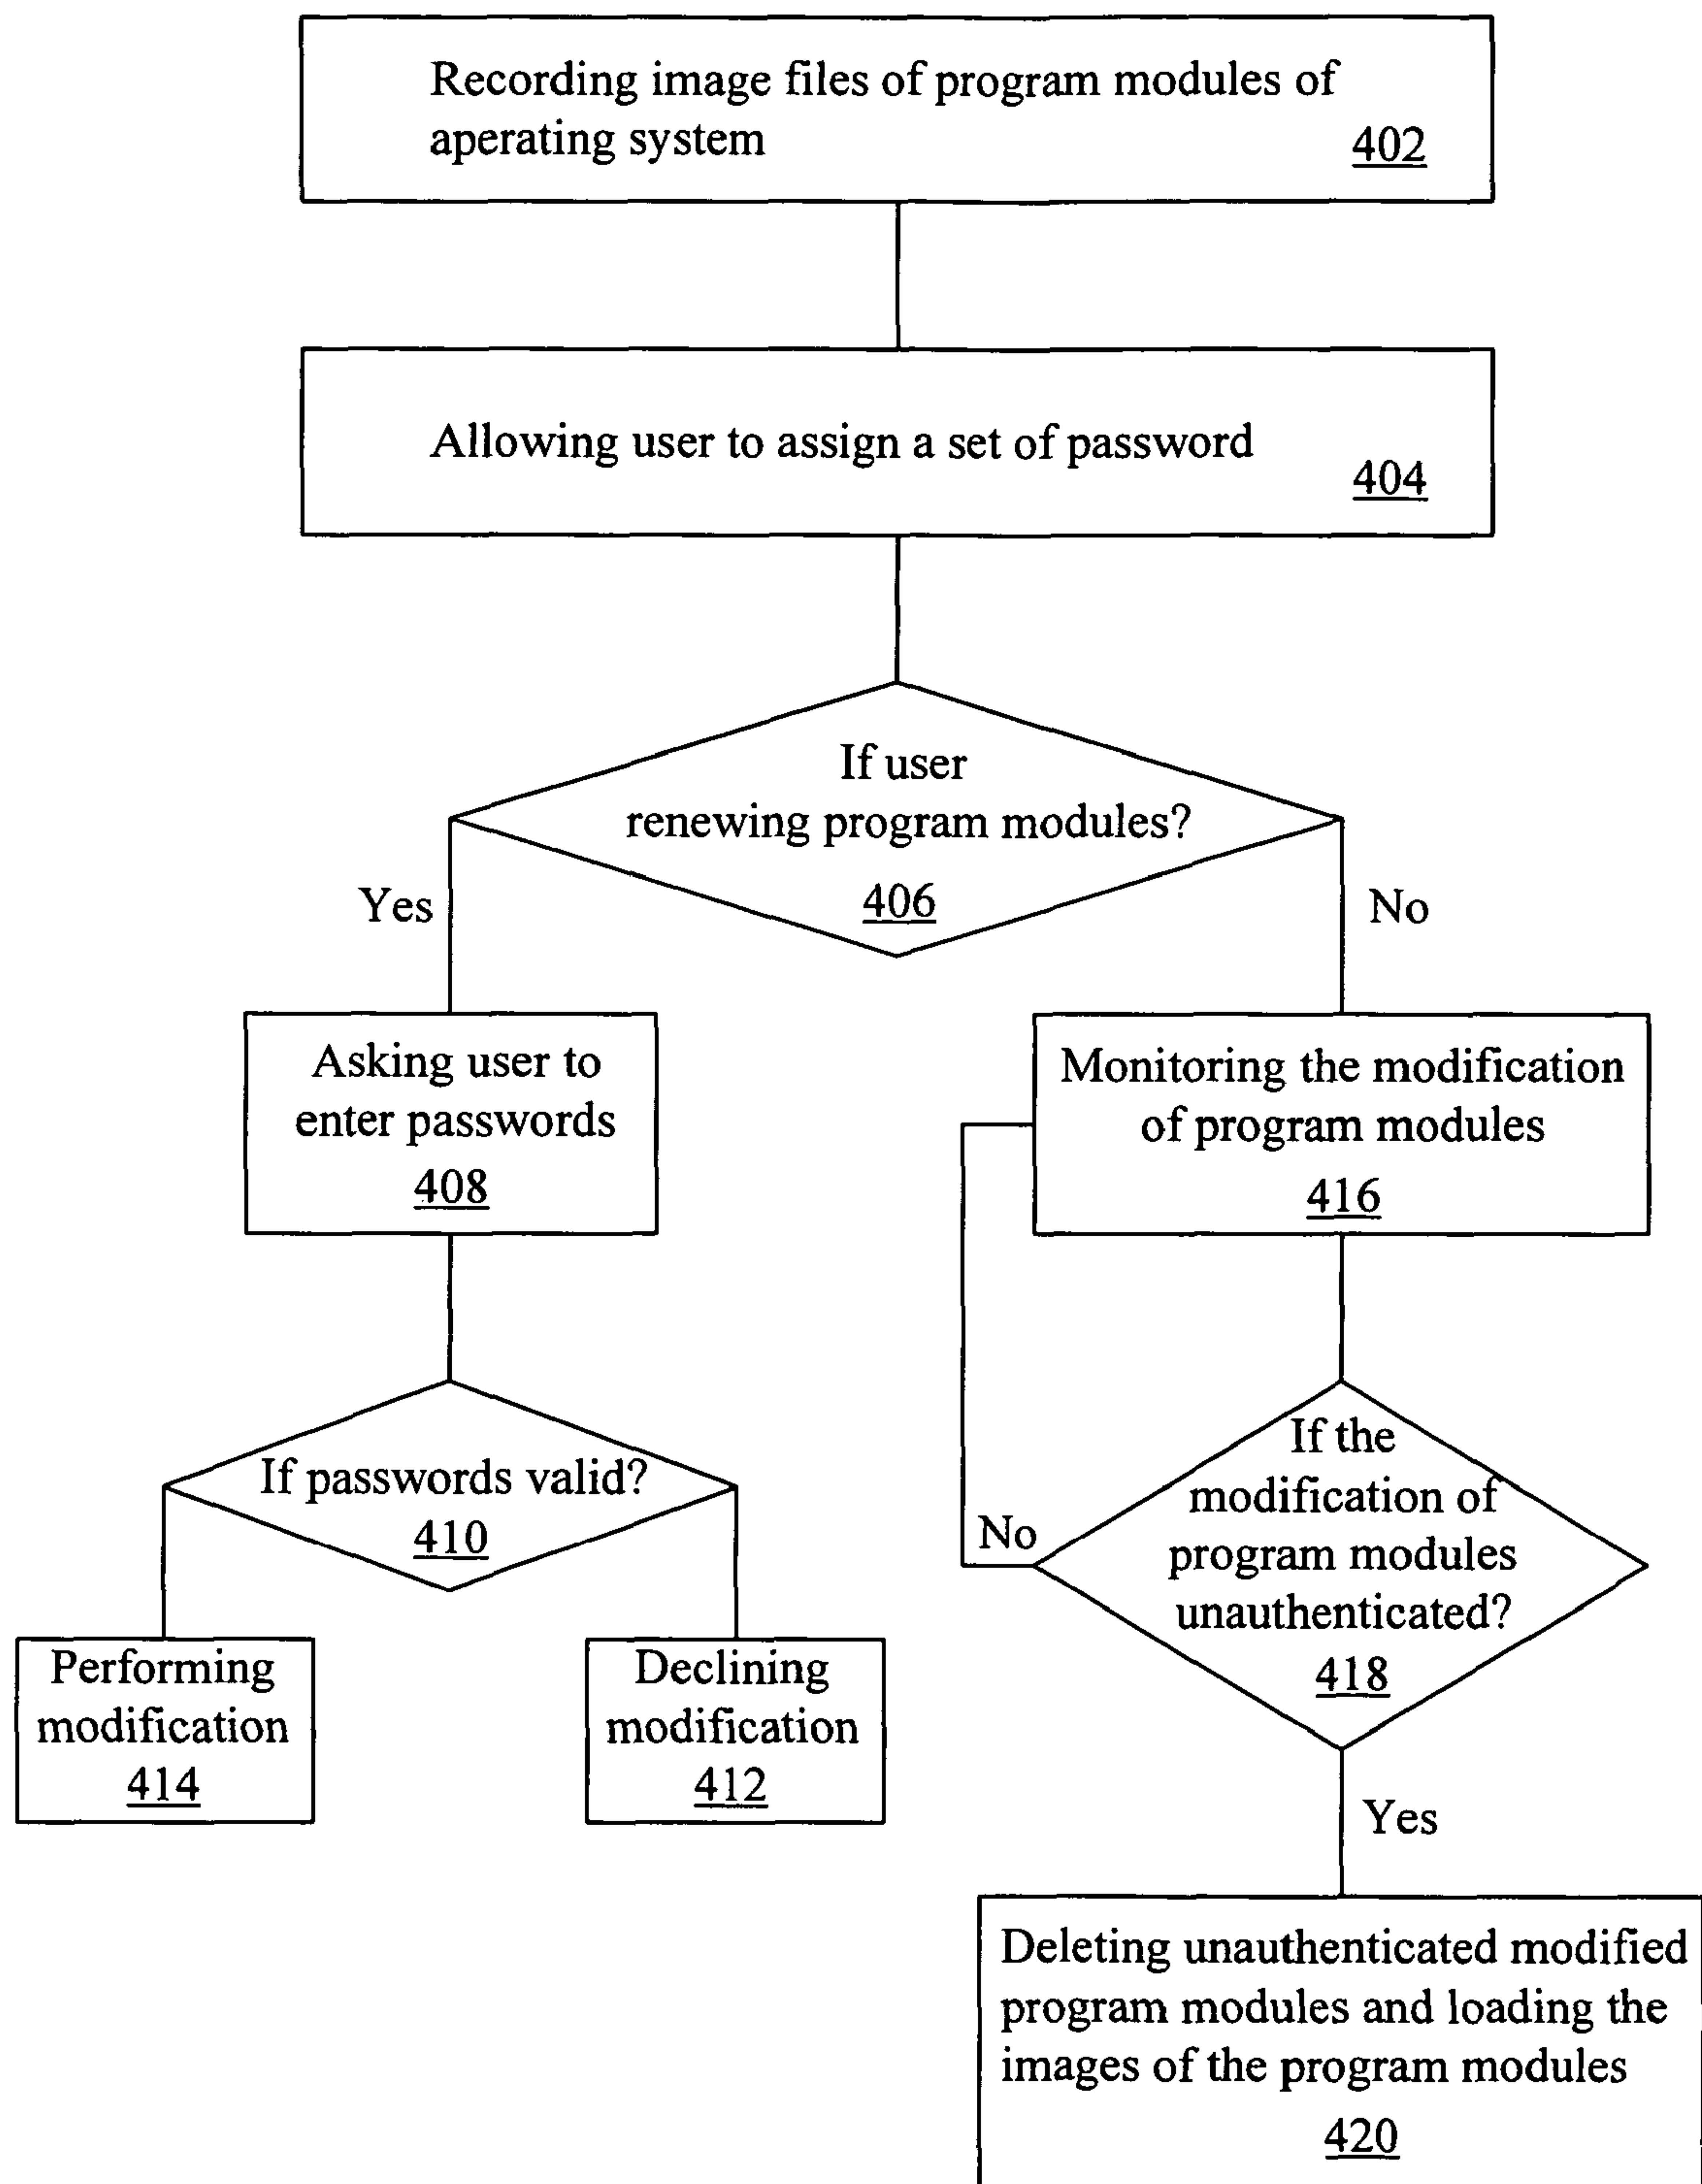 Recording image files of program modules of
aperating system
402
Allowing user to assign a set of password
404
If user
renewing program modules?
406
Yes
No
Asking user to
enter passwords
408
Monitoring the modification
of program modules
416
If passwords valid?
410
If the
modification of
program modules
unauthenticated?
418
No
Performing
modification
414
Declining
modification
412
Yes
Deleting unauthenticated modified
program modules and loading the
images of the program modules
420